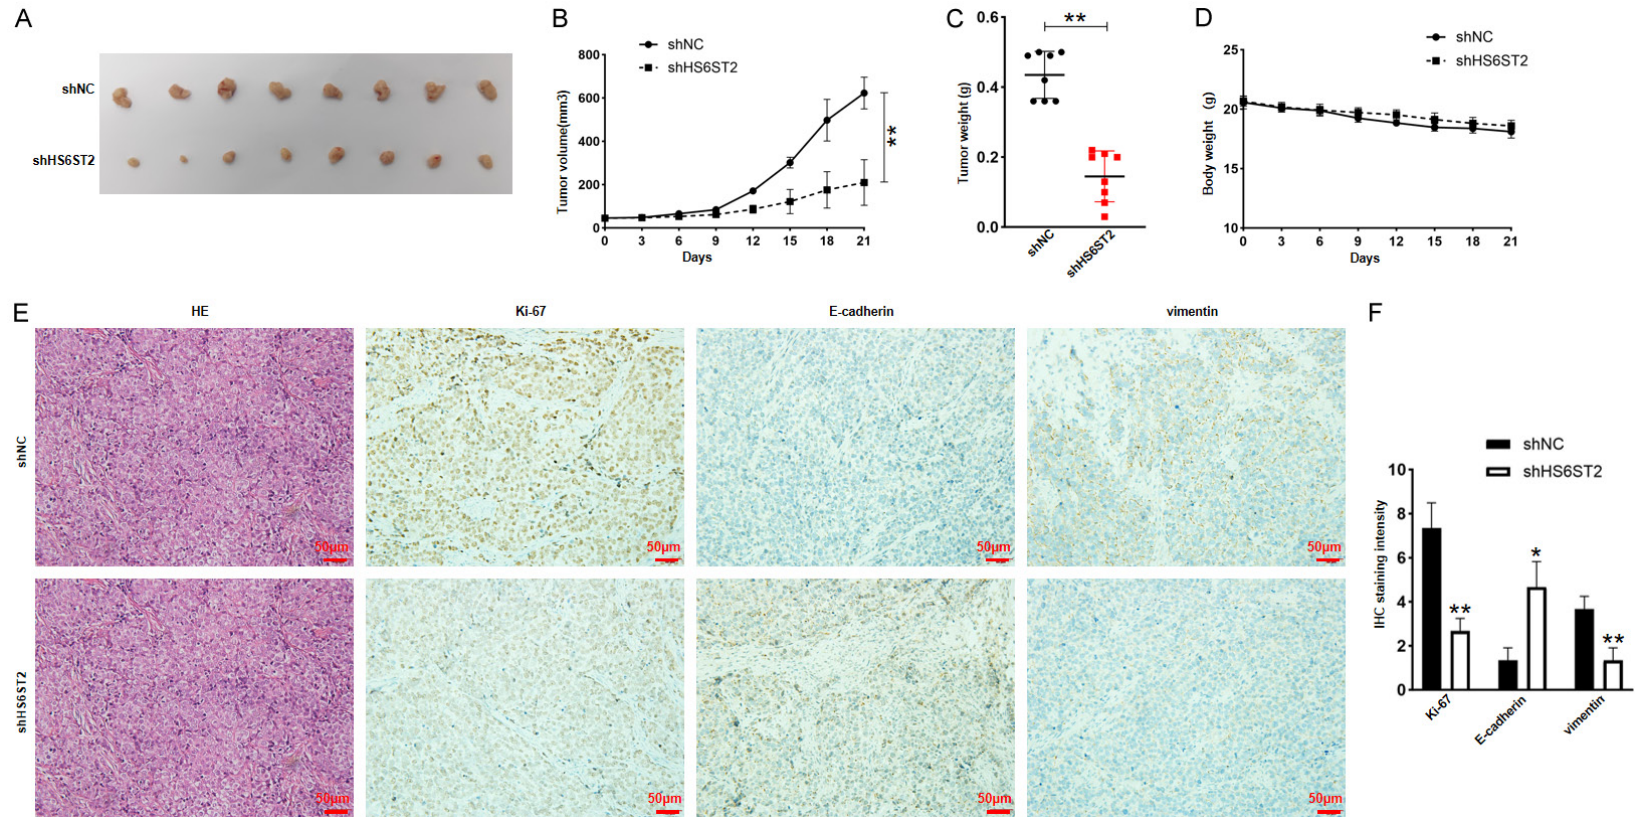 A
shNC
shHS6ST2
B
shNC
shHS6ST2
Tumor volume(mm3)
800
600
400
200
0
0 3 6 9 12 15 18 21
Days
**
C
**
Tumor weight (g)
0.6
0.4
0.2
0.0
shNC
shHS6ST2
D
shNC
shHS6ST2
Body weight (g)
25
20
15
10
0 3 6 9 12 15 18 21
Days
E
HE Ki-67 E-cadherin vimentin
shNC
50μm 50μm 50μm 50μm
shHS6ST2
50μm 50μm 50μm 50μm
F
shNC
shHS6ST2
IHC staining intensity
10
8
6
4
2
0
**
*
**
Ki-67
E-cadherin
vimentin